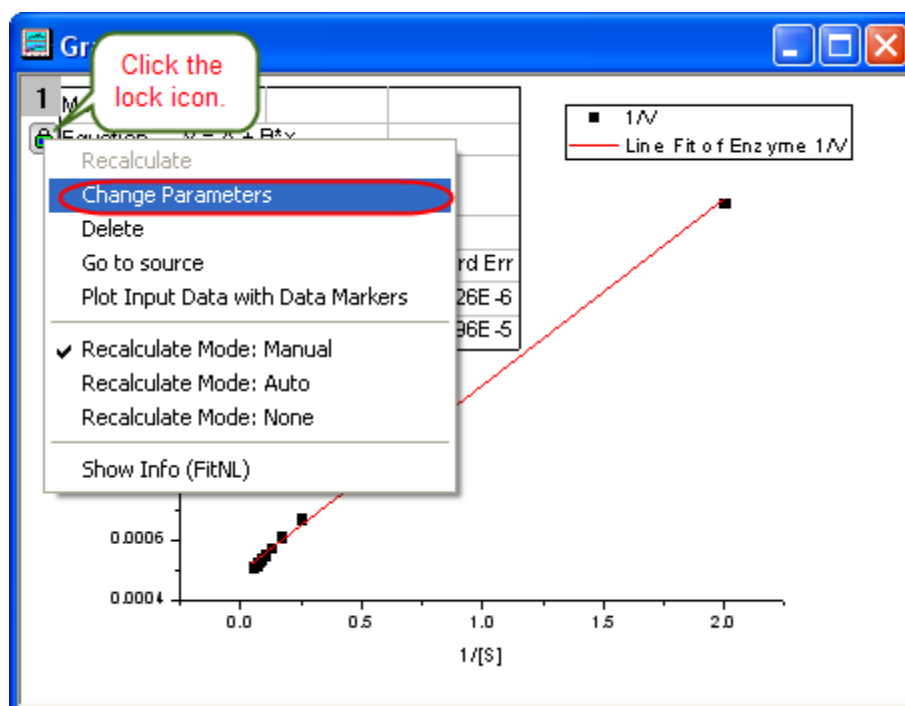 Gr
Click the
lock icon.
1
Equation y = A + B*x
1/V
Line Fit of Enzyme 1/V
Recalculate
Change Parameters
Delete
Go to source
rd Err
Plot Input Data with Data Markers
26E-6
96E-5
Recalculate Mode: Manual
Recalculate Mode: Auto
Recalculate Mode: None
Show Info (FitNL)
0.0006
0.0004
0.0 0.5 1.0 1.5 2.0
1/[S]